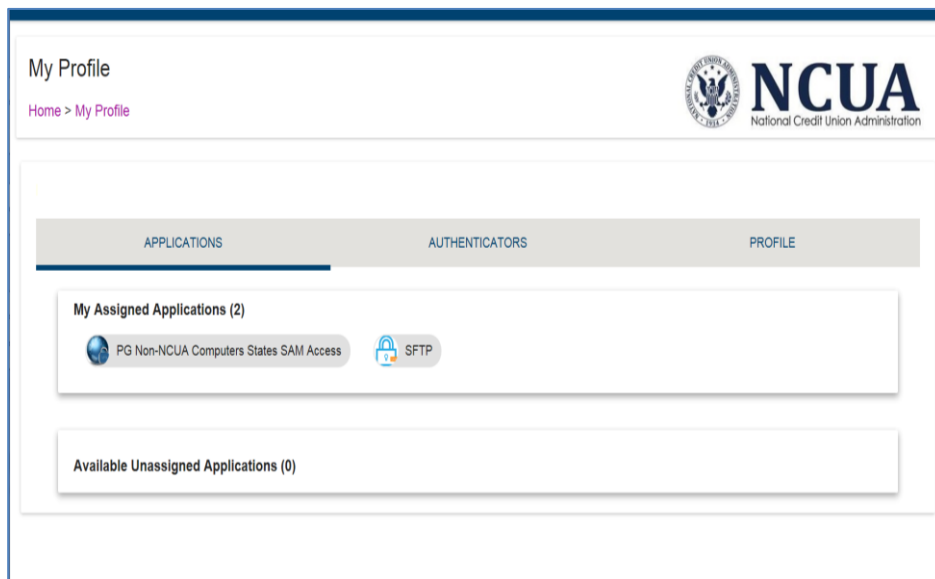 My Profile
Home > My Profile
NCUA
National Credit Union Administration
APPLICATIONS
AUTHENTICATORS
PROFILE
My Assigned Applications (2)
PG Non-NCUA Computers States SAM Access
SFTP
Available Unassigned Applications (0)